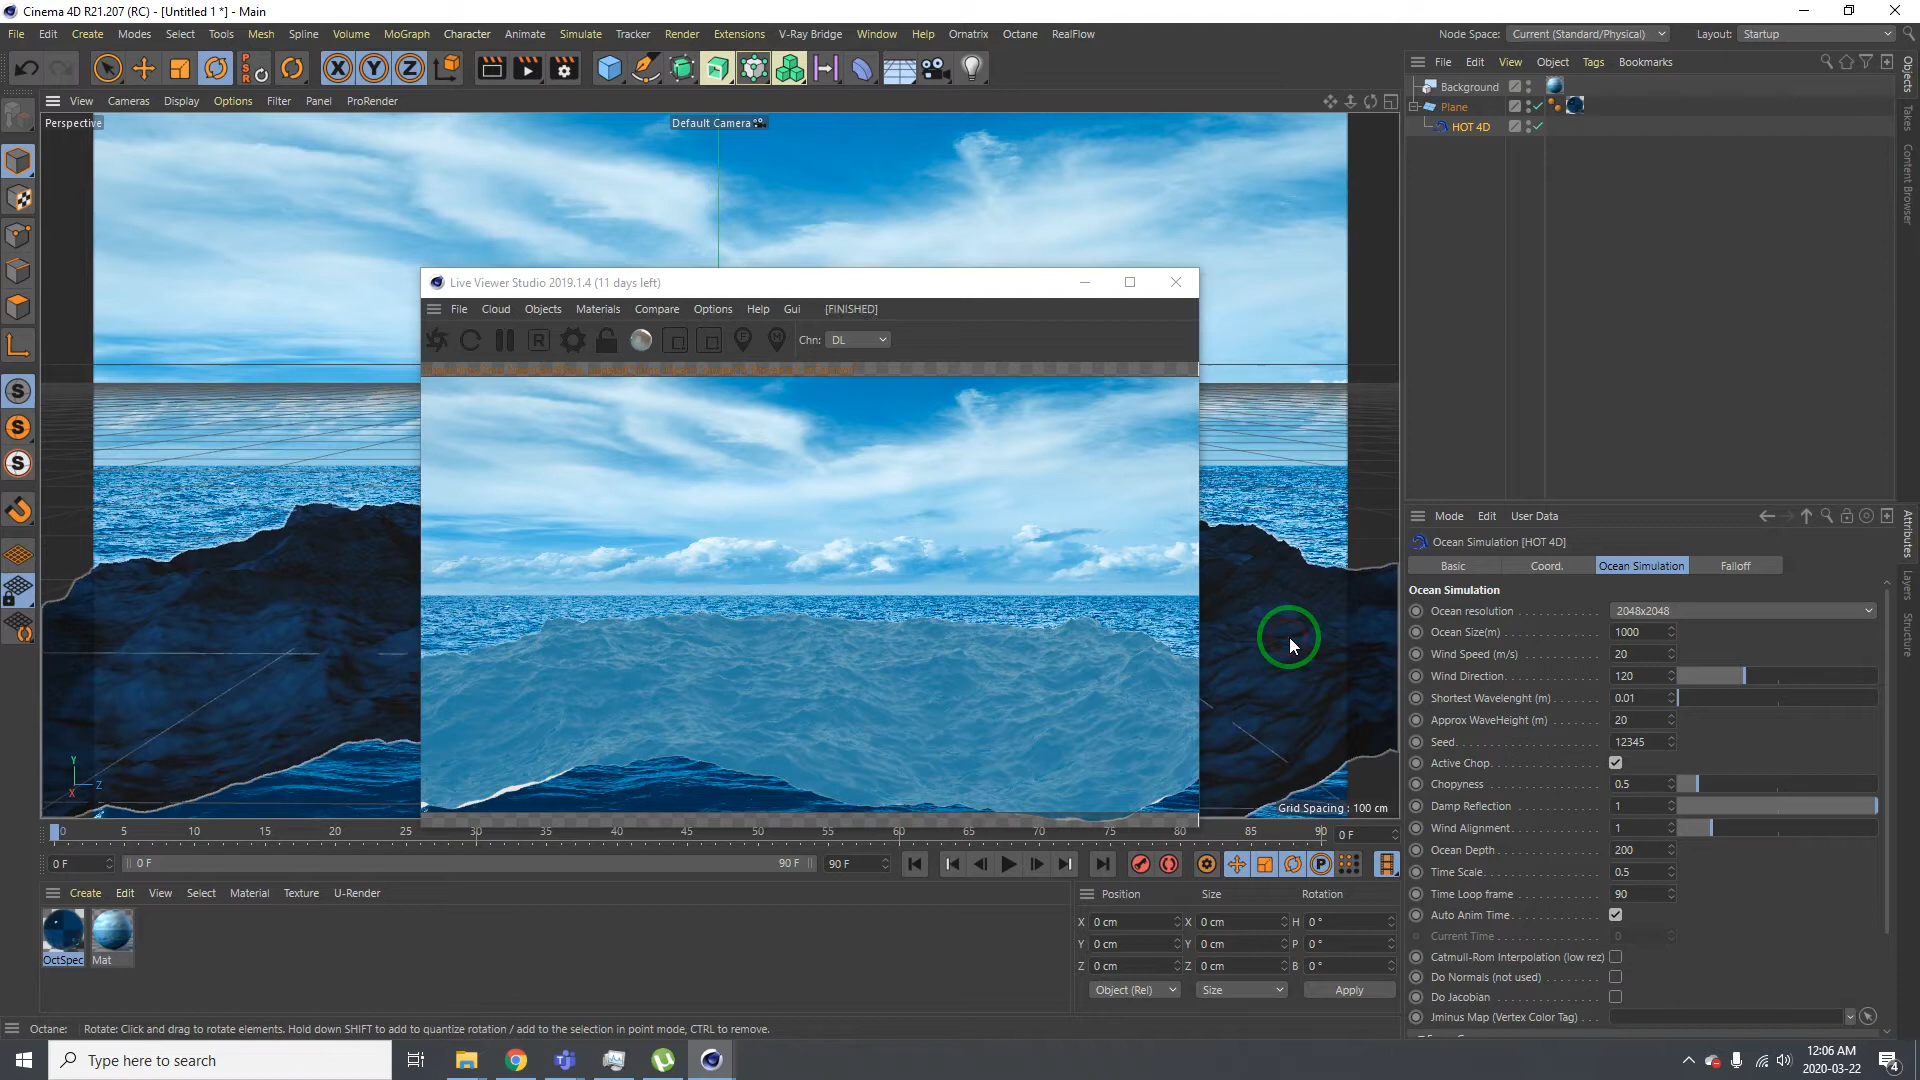 Cinema 4D R21.207 (RC) - [Untitled 1 *] - Main
File Edit Create Modes Select Tools Mesh Spline Volume MoGraph Character Animate Simulate Tracker Render Extensions V-Ray Bridge Window Help Ornatrix Octane RealFlow Node Space: Current (Standard/Physical) Layout: Startup
P S R X Y Z
File Edit View Object Tags Bookmarks
View Cameras Display Options Filter Panel ProRender
Perspective Default Camera
Background
Plane
HOT 4D
Objects
Takes
Content Browser
Live Viewer Studio 2019.1.4 (11 days left)
File Cloud Objects Materials Compare Options Help Gui [FINISHED]
R Chn: DL
Mode Edit User Data
Ocean Simulation [HOT 4D]
Basic Coord. Ocean Simulation Falloff
Ocean Simulation
Ocean resolution 2048x2048
Ocean Size(m) 1000
Wind Speed (m/s) 20
Wind Direction 120
Shortest Wavelenght (m) 0.01
Approx WaveHeight (m) 20
Seed 12345
Active Chop
Chopyness 0.5
Damp Reflection 1
Wind Alignment 1
Ocean Depth 200
Time Scale 0.5
Time Loop frame 90
Auto Anim Time
Current Time 0
Catmull-Rom Interpolation (low rez)
Do Normals (not used)
Do Jacobian
Jminus Map (Vertex Color Tag)
Attributes
Layers
Structure
Y
Z
X
Grid Spacing : 100 cm
0 5 10 15 20 25 30 35 40 45 50 55 60 65 70 75 80 85 90 0 F
0 F 0 F 90 F 90 F
Create Edit View Select Material Texture U-Render
OctSpec Mat
Position Size Rotation
X 0 cm X 0 cm H 0 °
Y 0 cm Y 0 cm P 0 °
Z 0 cm Z 0 cm B 0 °
Object (Rel) Size Apply
Octane: Rotate: Click and drag to rotate elements. Hold down SHIFT to add to quantize rotation / add to the selection in point mode, CTRL to remove.
Type here to search
12:06 AM
2020-03-22
4